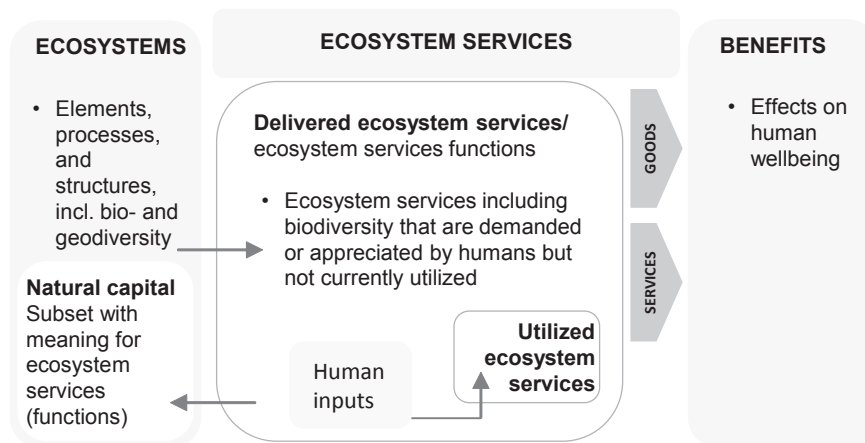 ECOSYSTEMS
• Elements,
processes,
and
structures,
incl. bio- and
geodiversity
Natural capital
Subset with
meaning for
ecosystem
services
(functions)
ECOSYSTEM SERVICES
Delivered ecosystem services/
ecosystem services functions
• Ecosystem services including
biodiversity that are demanded
or appreciated by humans but
not currently utilized
Human
inputs
Utilized
ecosystem
services
GOODS
SERVICES
BENEFITS
• Effects on
human
wellbeing